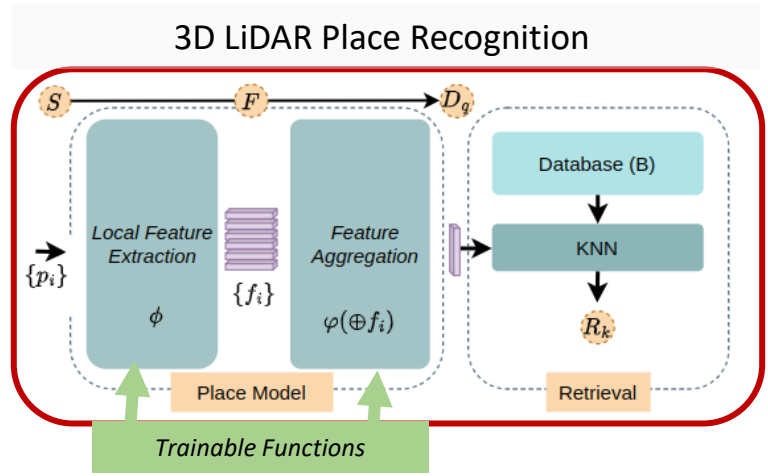 3D LiDAR Place Recognition
S F D_q
Database (B)
Local Feature
Extraction
Feature
Aggregation
KNN
{p_i}
{f_i}
ϕ
φ(⊕f_i)
R_k
Place Model
Retrieval
Trainable Functions